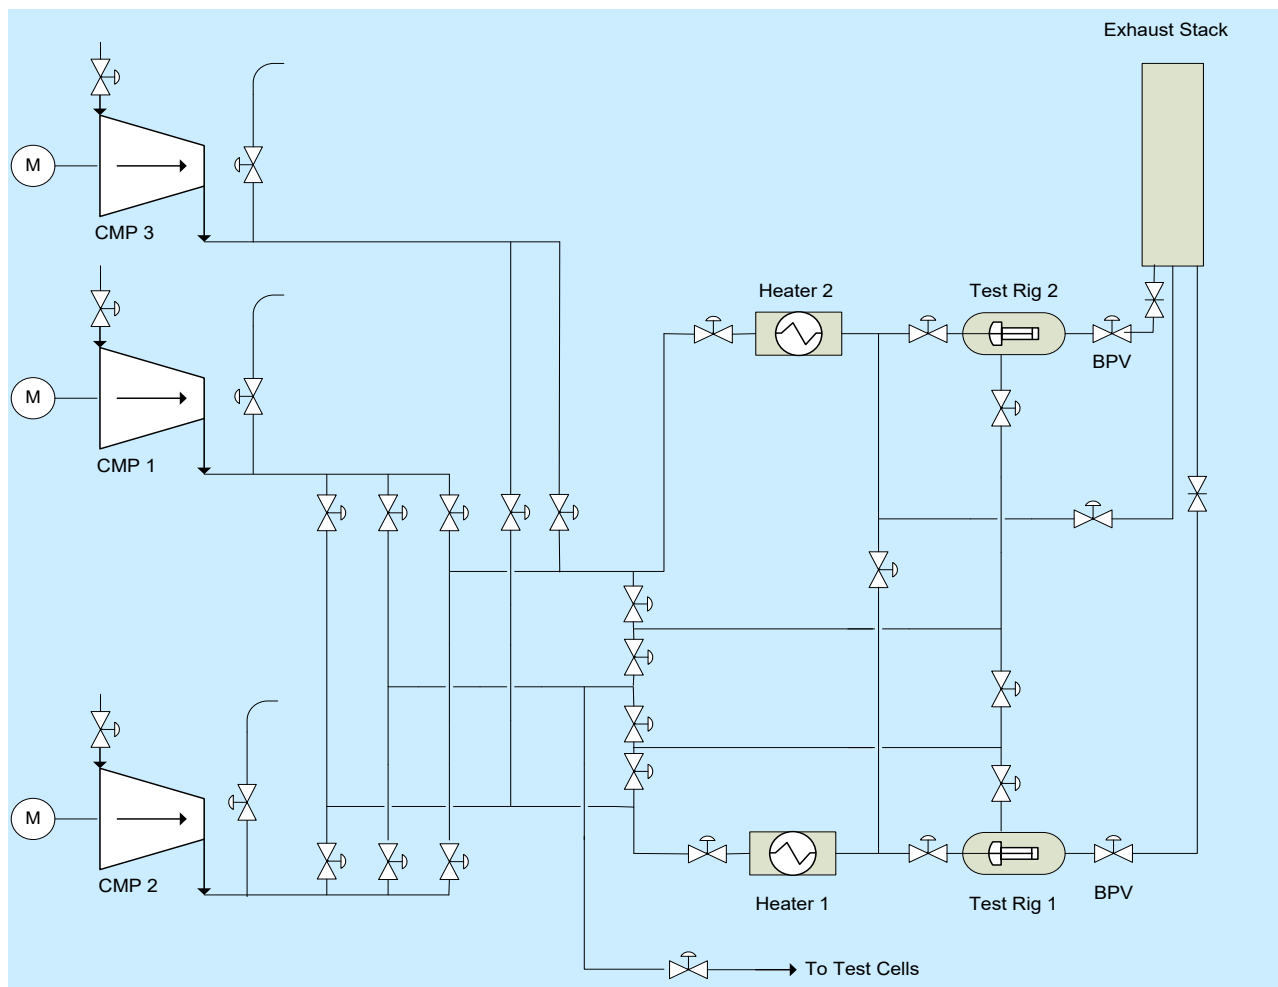 Exhaust Stack
M
CMP 3
Heater 2
Test Rig 2
BPV
M
CMP 1
M
CMP 2
Heater 1
Test Rig 1
BPV
To Test Cells